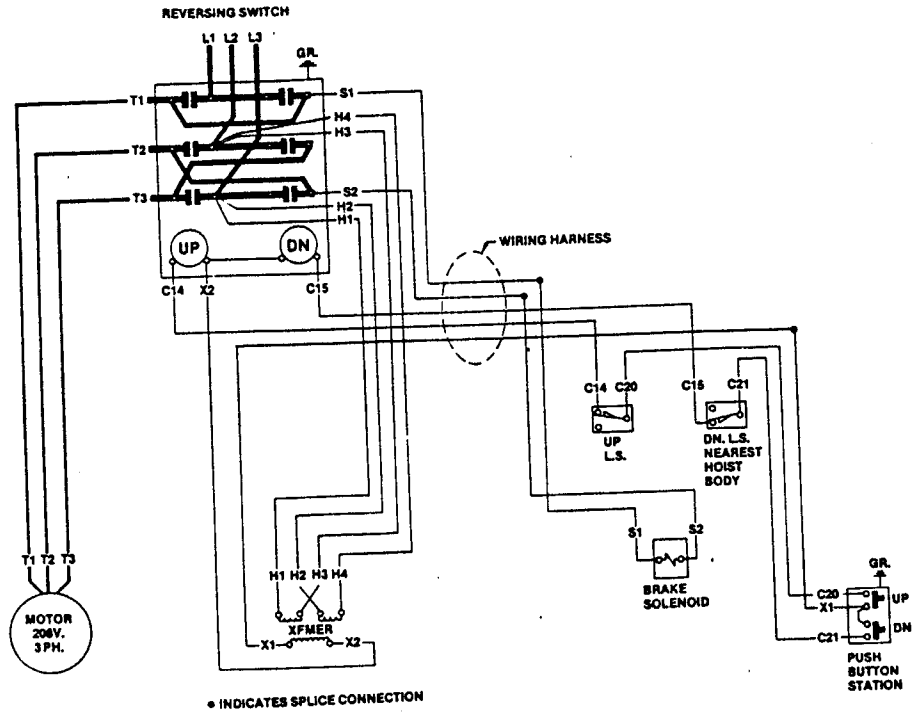 REVERSING SWITCH
L1 L2 L3
GR.
T1
S1
H4
H3
T2
T3
S2
H2
H1
UP
DN
C14 X2
C15
WIRING HARNESS
C14 C20
C15 C21
UP
L.S.
DN. L.S.
NEAREST
HOIST
BODY
S1
S2
BRAKE
SOLENOID
T1 T2 T3
MOTOR
208V.
3 PH.
H1 H2 H3 H4
XFMER
X1
X2
GR.
C20
UP
X1
DN
C21
PUSH
BUTTON
STATION
● INDICATES SPLICE CONNECTION